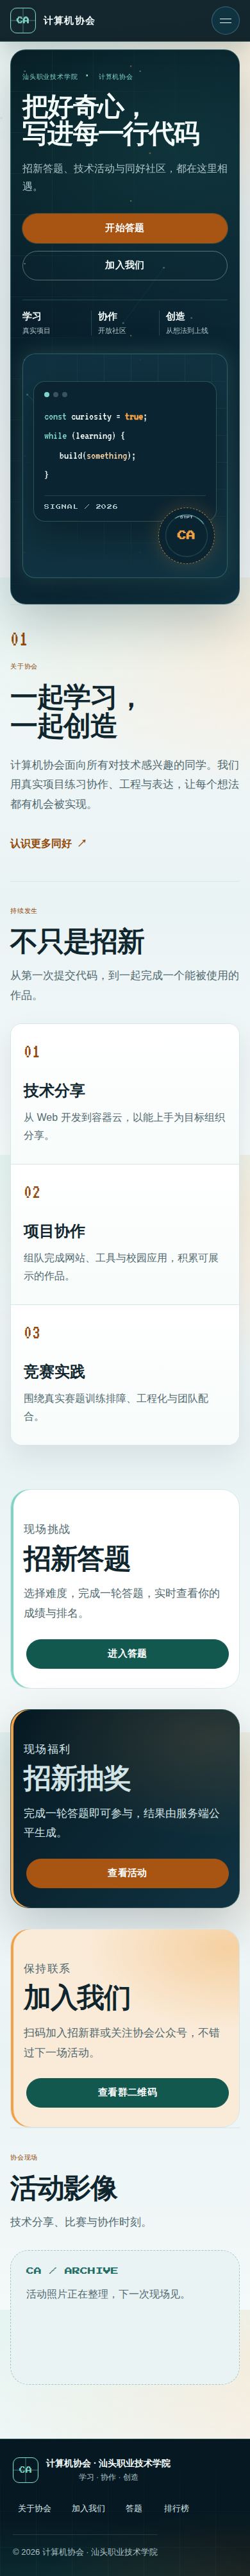 CA 计算机协会
汕头职业技术学院 • 计算机协会
把好奇心，
写进每一行代码
招新答题、技术活动与同好社区，都在这里相
遇。
开始答题
加入我们
学习 协作 创造
真实项目 开放社区 从想法到上线
const curiosity = true;
while (learning) {
build(something);
}
SIGNAL / 2026
CA
01
关于协会
一起学习，
一起创造
计算机协会面向所有对技术感兴趣的同学。我们
用真实项目练习协作、工程与表达，让每个想法
都有机会被实现。
认识更多同好 ↗
持续发生
不只是招新
从第一次提交代码，到一起完成一个能被使用的
作品。
01
技术分享
从 Web 开发到容器云，以能上手为目标组织
分享。
02
项目协作
组队完成网站、工具与校园应用，积累可展
示的作品。
03
竞赛实践
围绕真实赛题训练排障、工程化与团队配
合。
现场挑战
招新答题
选择难度，完成一轮答题，实时查看你的
成绩与排名。
进入答题
现场福利
招新抽奖
完成一轮答题即可参与，结果由服务端公
平生成。
查看活动
保持联系
加入我们
扫码加入招新群或关注协会公众号，不错
过下一场活动。
查看群二维码
协会现场
活动影像
技术分享、比赛与协作时刻。
CA / ARCHIVE
活动照片正在整理，下一次现场见。
CA 计算机协会 · 汕头职业技术学院
学习 · 协作 · 创造
关于协会 加入我们 答题 排行榜
© 2026 计算机协会 · 汕头职业技术学院